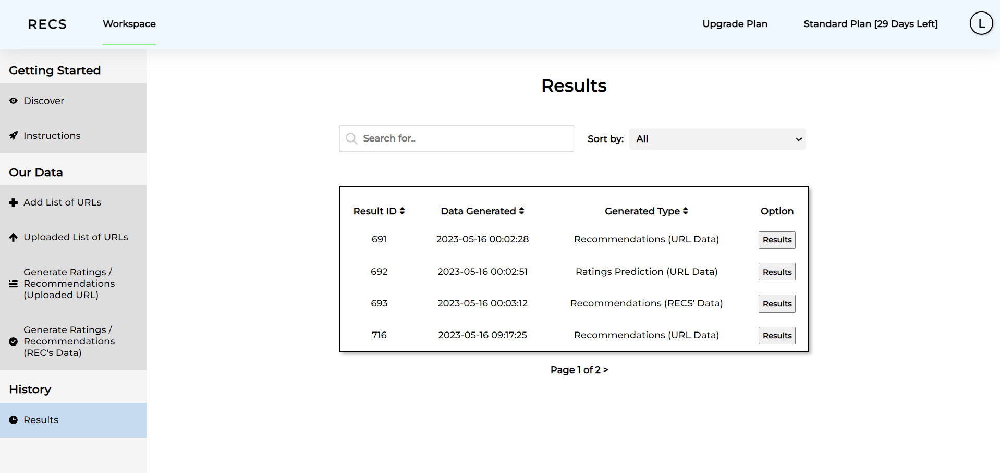 RECS
Workspace
Upgrade Plan
Standard Plan [29 Days Left]
L
Getting Started
Discover
Instructions
Our Data
Add List of URLs
Uploaded List of URLs
Generate Ratings /
Recommendations
(Uploaded URL)
Generate Ratings /
Recommendations
(REC's Data)
History
Results
Results
Search for..
Sort by: All
Result ID Data Generated Generated Type Option
691 2023-05-16 00:02:28 Recommendations (URL Data) Results
692 2023-05-16 00:02:51 Ratings Prediction (URL Data) Results
693 2023-05-16 00:03:12 Recommendations (RECS' Data) Results
716 2023-05-16 09:17:25 Recommendations (URL Data) Results
Page 1 of 2 >